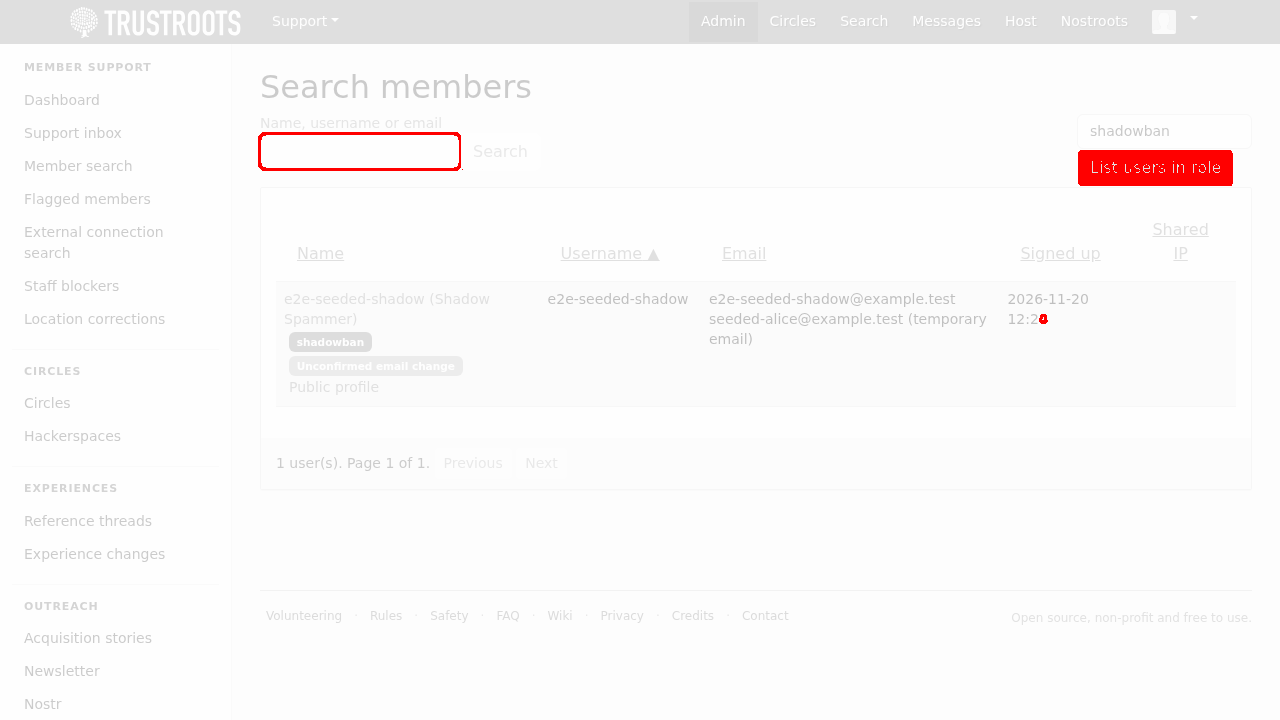 TRUSTROOTS
Support
Admin
Circles
Search
Messages
Host
Nostroots
MEMBER SUPPORT
Dashboard
Support inbox
Member search
Flagged members
External connection
search
Staff blockers
Location corrections
CIRCLES
Circles
Hackerspaces
EXPERIENCES
Reference threads
Experience changes
OUTREACH
Acquisition stories
Newsletter
Nostr
Search members
Name, username or email
Search
shadowban
List users in role
Name
Username ▲
Email
Signed up
Shared
IP
e2e-seeded-shadow (Shadow
Spammer)
shadowban
Unconfirmed email change
Public profile
e2e-seeded-shadow
e2e-seeded-shadow@example.test
seeded-alice@example.test (temporary
email)
2026-11-20
1 user(s). Page 1 of 1.
Previous
Next
Volunteering · Rules · Safety · FAQ · Wiki · Privacy · Credits · Contact
Open source, non-profit and free to use.